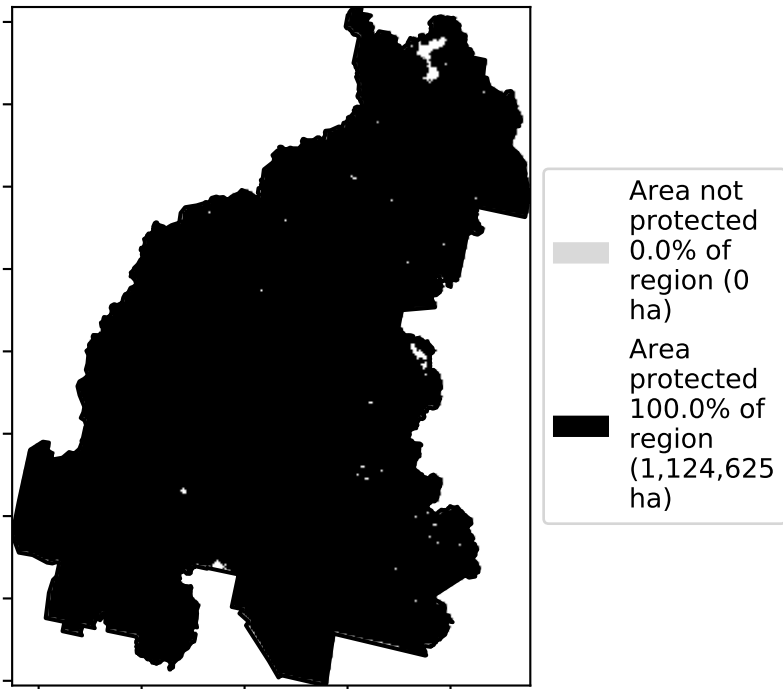 Area not
protected
0.0% of
region (0
ha)
Area
protected
100.0% of
region
(1,124,625
ha)